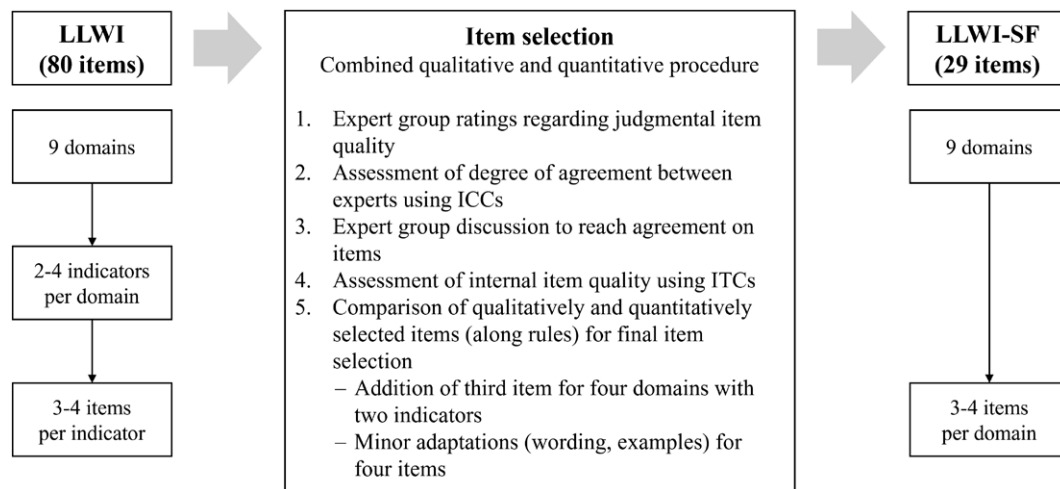 LLWI
(80 items)
9 domains
2-4 indicators
per domain
3-4 items
per indicator
Item selection
Combined qualitative and quantitative procedure
1. Expert group ratings regarding judgmental item
quality
2. Assessment of degree of agreement between
experts using ICCs
3. Expert group discussion to reach agreement on
items
4. Assessment of internal item quality using ITCs
5. Comparison of qualitatively and quantitatively
selected items (along rules) for final item
selection
– Addition of third item for four domains with
two indicators
– Minor adaptations (wording, examples) for
four items
LLWI-SF
(29 items)
9 domains
3-4 items
per domain